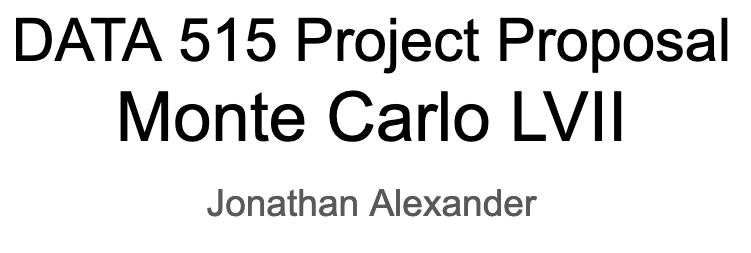 DATA 515 Project Proposal
Monte Carlo LVII
Jonathan Alexander